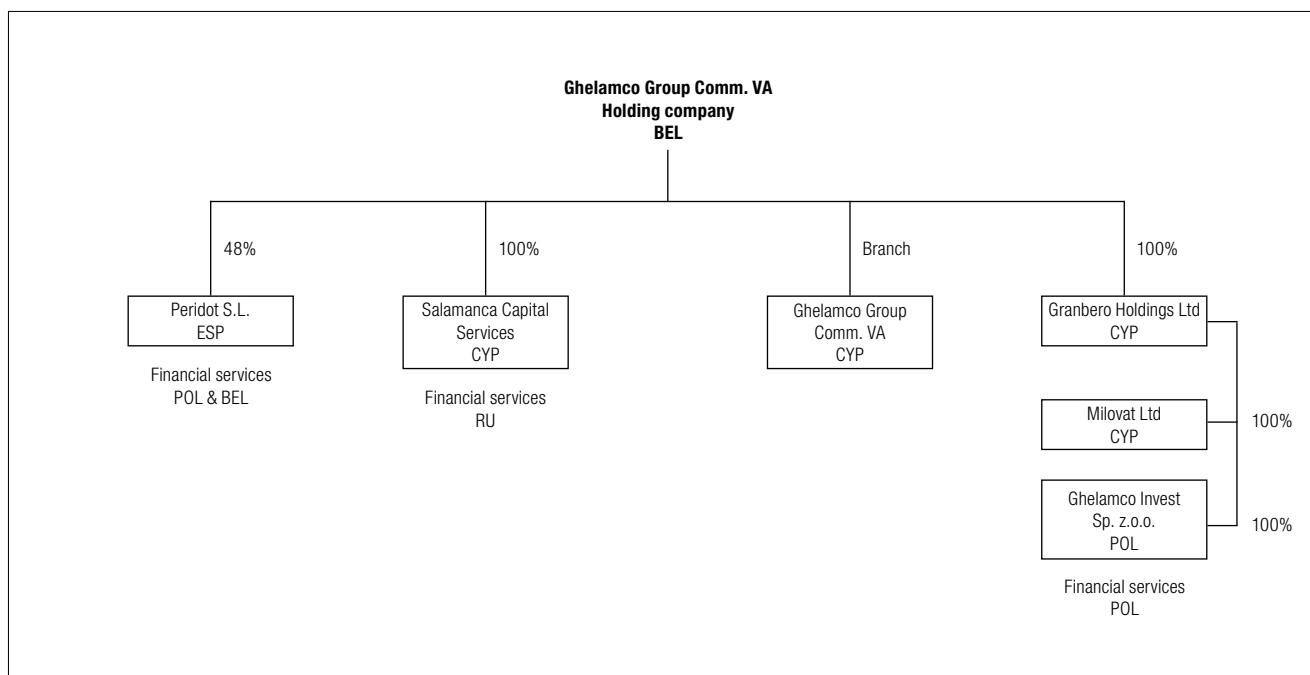 Ghelamco Group Comm. VA
Holding company
BEL
48%
100%
Branch
100%
Peridot S.L.
ESP
Financial services
POL & BEL
Salamanca Capital
Services
CYP
Financial services
RU
Ghelamco Group
Comm. VA
CYP
Granbero Holdings Ltd
CYP
Milovat Ltd
CYP
100%
Ghelamco Invest
Sp. z.o.o.
POL
100%
Financial services
POL